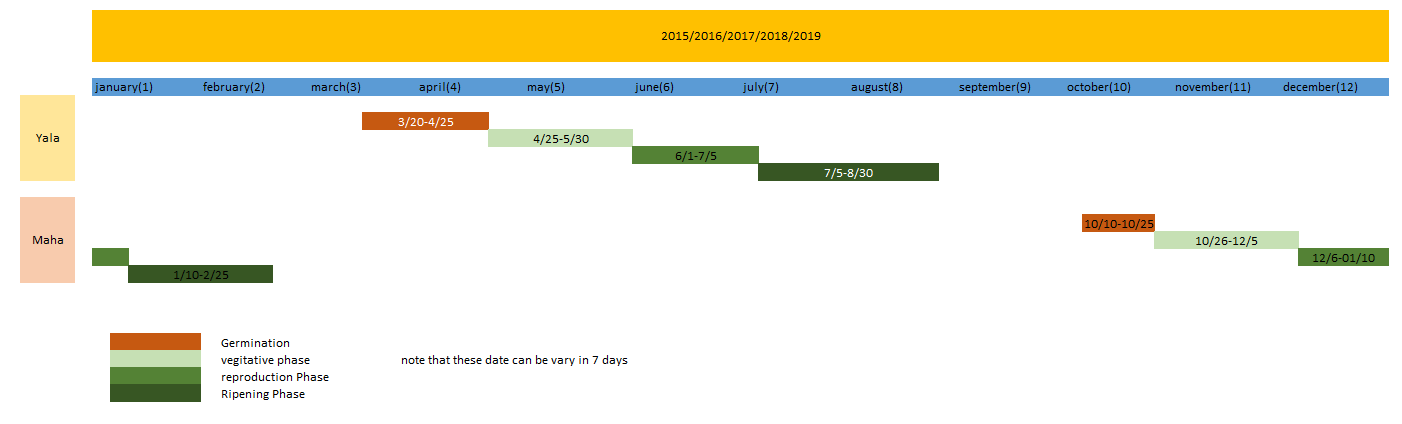 2015/2016/2017/2018/2019
january(1) february(2) march(3) april(4) may(5) june(6) july(7) august(8) september(9) october(10) november(11) december(12)
Yala
3/20-4/25
4/25-5/30
6/1-7/5
7/5-8/30
Maha
10/10-10/25
10/26-12/5
12/6-01/10
1/10-2/25
Germination
vegitative phase
note that these date can be vary in 7 days
reproduction Phase
Ripening Phase